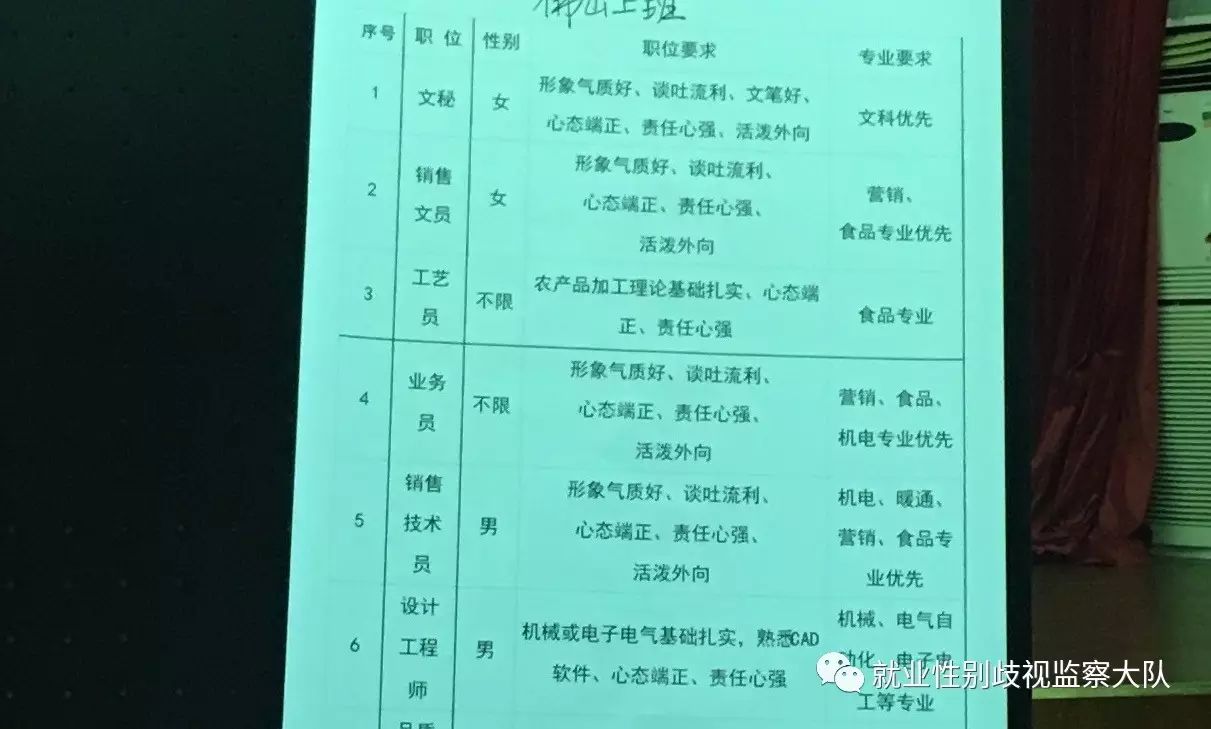 佛山上班
序号 职 位 性别 职位要求 专业要求
1 文秘 女 形象气质好、谈吐流利、文笔好、
心态端正、责任心强、活泼外向 文科优先
2 销售
文员 女 形象气质好、谈吐流利、
心态端正、责任心强、
活泼外向 营销、
食品专业优先
3 工艺
员 不限 农产品加工理论基础扎实、心态端
正、责任心强 食品专业
4 业务
员 不限 形象气质好、谈吐流利、
心态端正、责任心强、
活泼外向 营销、食品、
机电专业优先
5 销售
技术
员 男 形象气质好、谈吐流利、
心态端正、责任心强、
活泼外向 机电、暖通、
营销、食品专
业优先
6 设计
工程
师 男 机械或电子电气基础扎实，熟悉CAD
软件、心态端正、责任心强 机械、电气自
动化、电子电
工等专业
就业性别歧视监察大队